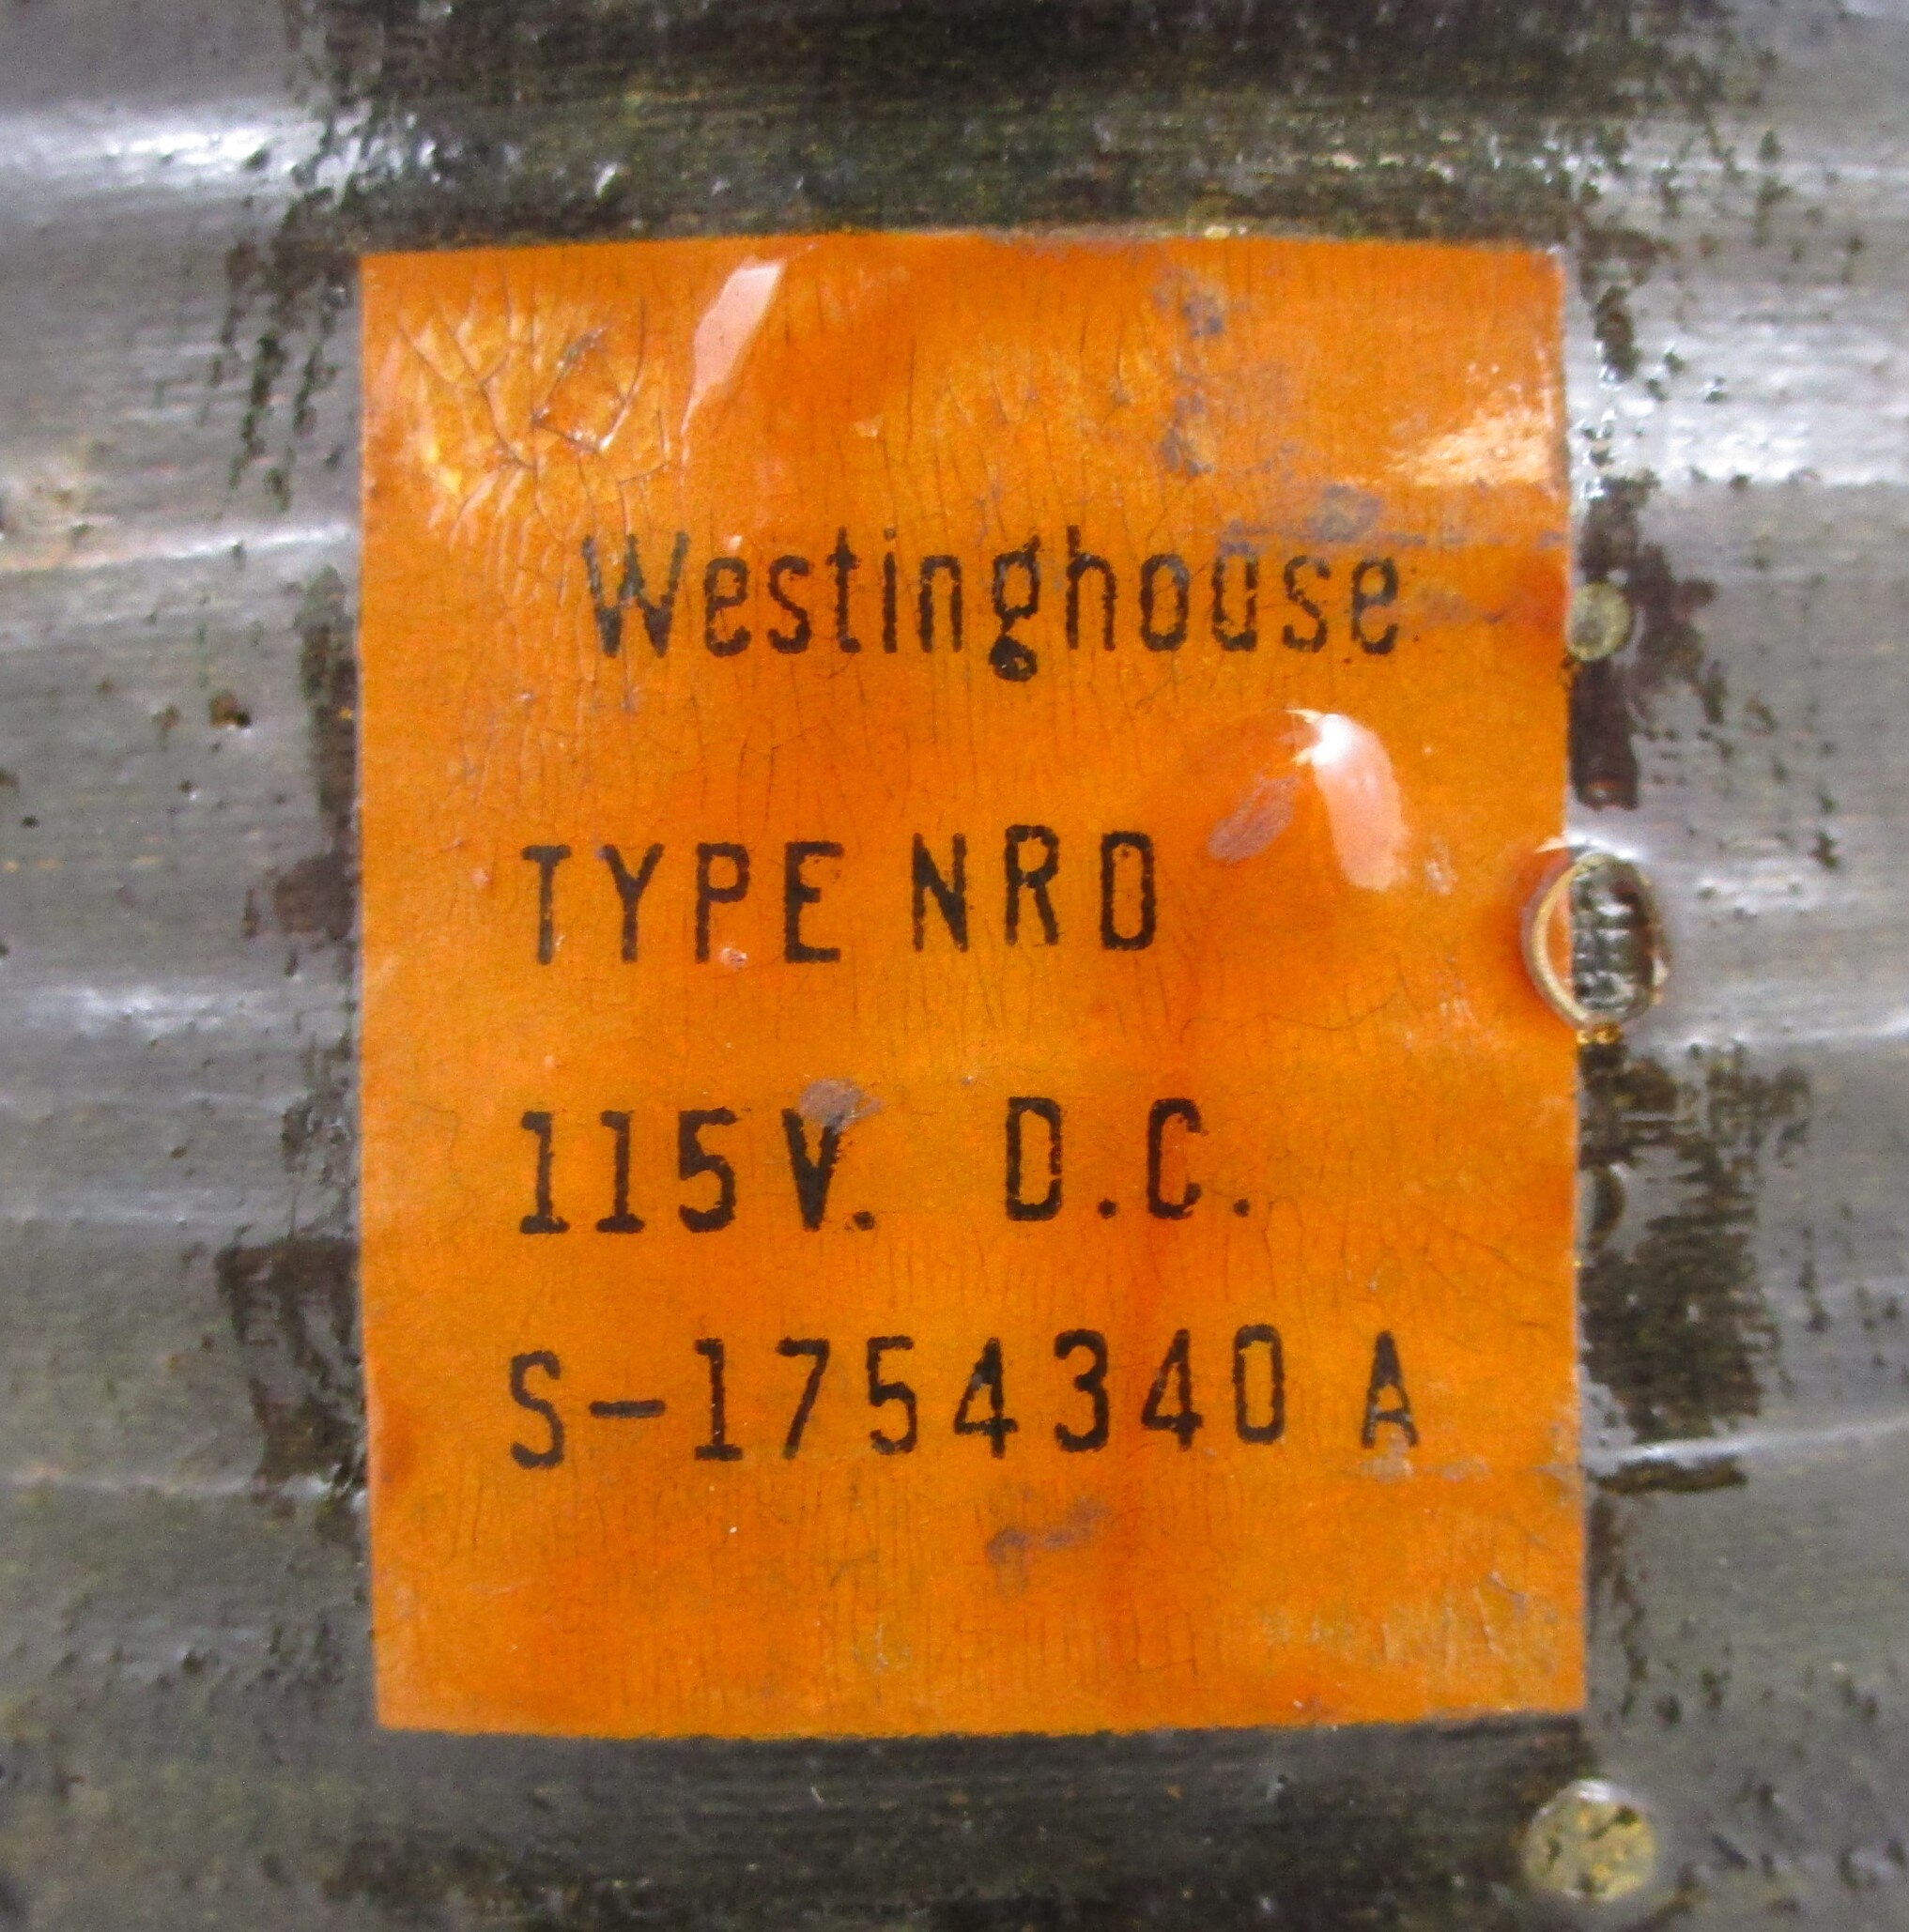 Westinghouse
TYPE NRD
115V. D.C.
S-1754340 A